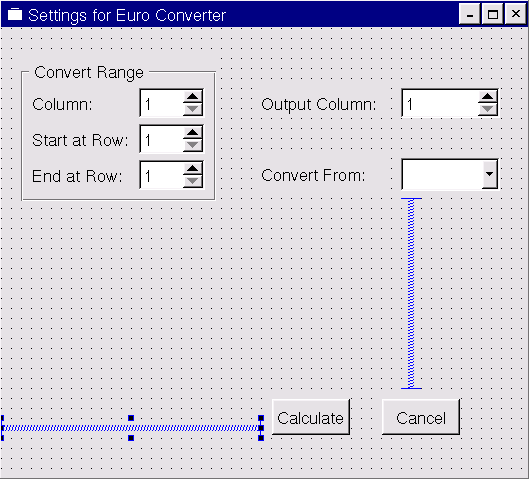 Settings for Euro Converter
Convert Range
Column: 1
Start at Row: 1
End at Row: 1
Output Column: 1
Convert From:
Calculate
Cancel